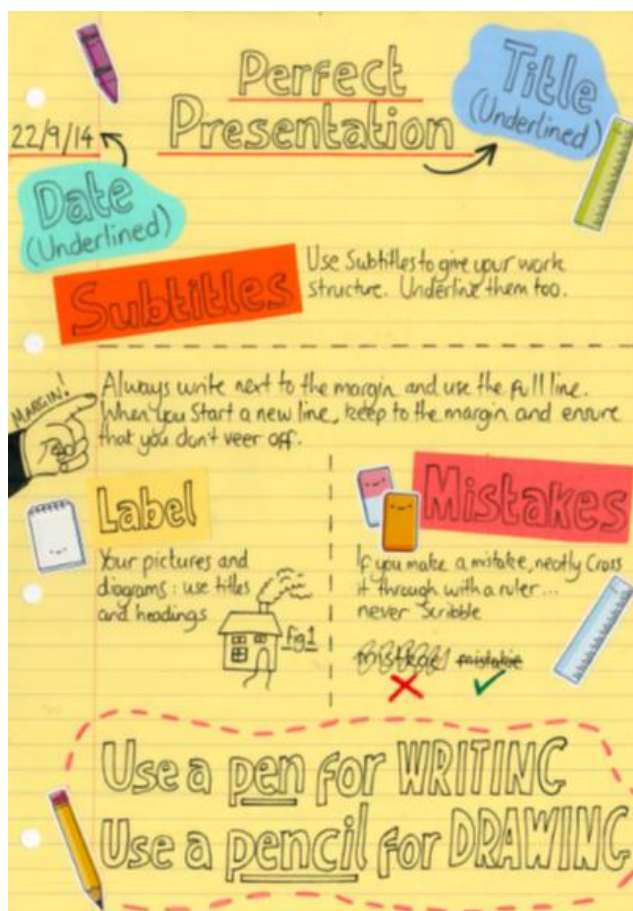 Perfect
Presentation
Title
(Underlined)
22/9/14
Date
(Underlined)
Subtitles
Use Subtitles to give your work
structure. Underline them too.
MARGIN!
Always write next to the margin and use the full line.
When you start a new line, keep to the margin and ensure
that you don't veer off.
Label
Your pictures and
diagrams: use titles
and headings
Fig 1
Mistakes
If you make a mistake, neatly Cross
it through with a ruler...
never Scribble
mistake
Use a pen for WRITING
Use a pencil for DRAWING